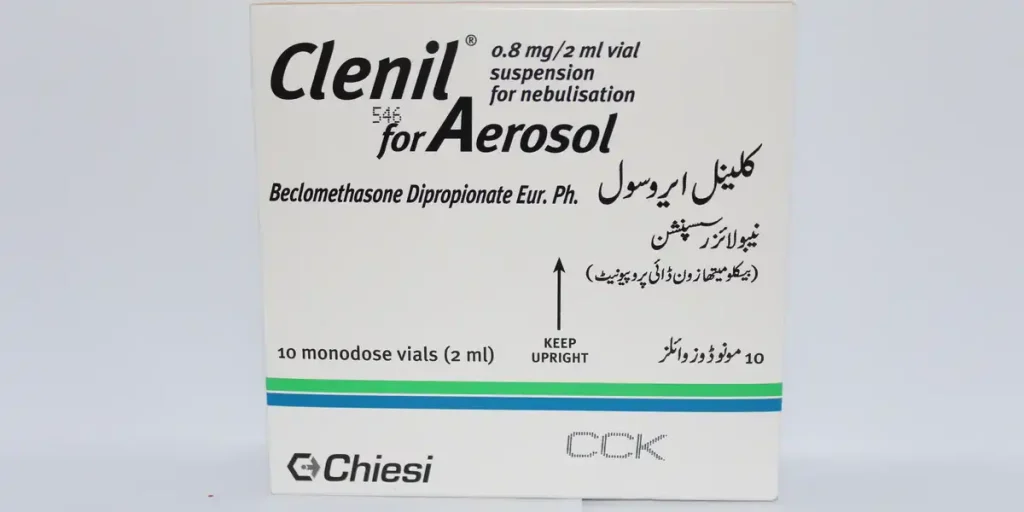 Clenil®
0.8 mg/2 ml vial
suspension
for nebulisation
546
for Aerosol
Beclomethasone Dipropionate Eur. Ph.
کلینل ایروسول
نیبولائزر سسپنشن
(بیکلومیتھازون ڈائی پروپیونیٹ)
KEEP
UPRIGHT
10 monodose vials (2 ml)
10 مونوڈوز وائلز
CCK
Chiesi